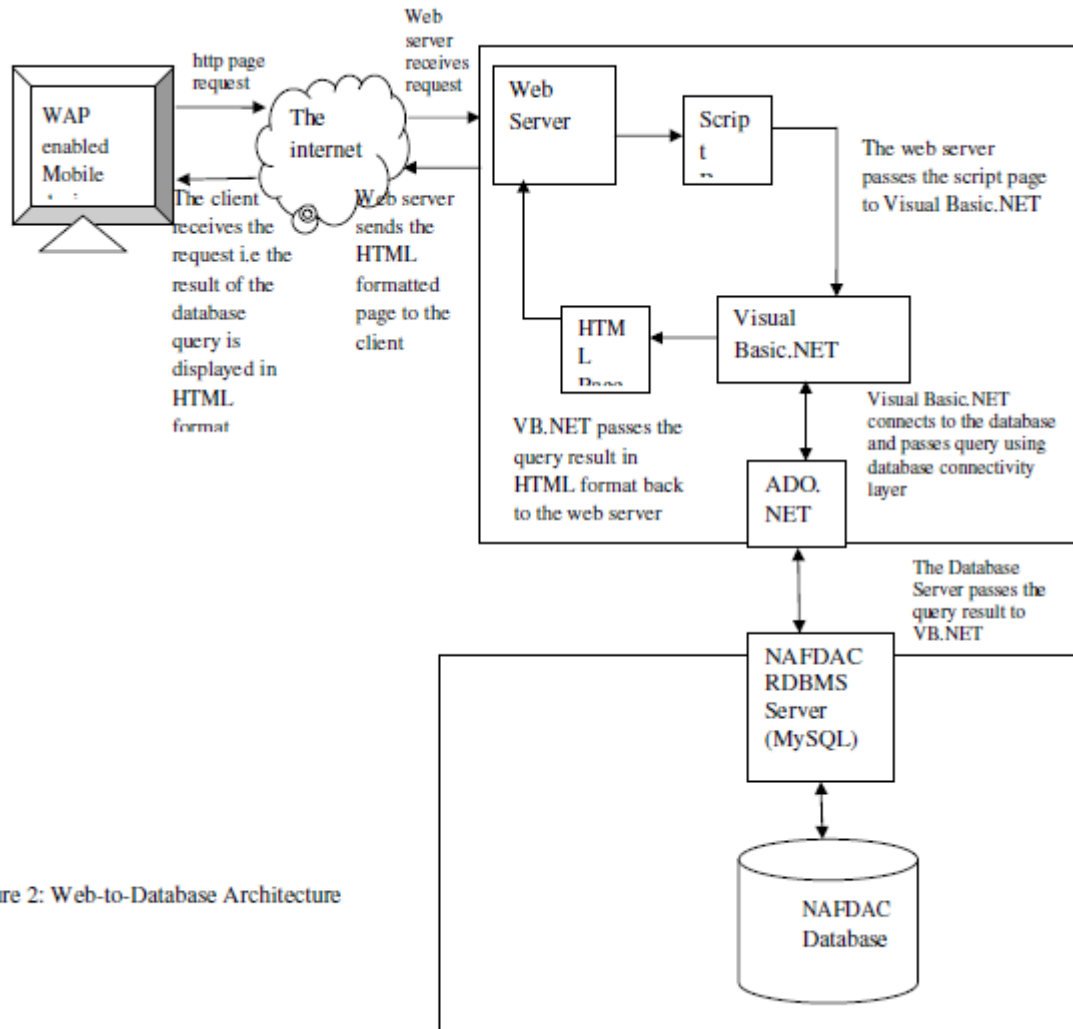 http page
request
Web
server
receives
request
WAP
enabled
Mobile
The
internet
Web
Server
Scrip
t
The web server
passes the script page
to Visual Basic.NET
The client
receives the
request i.e the
result of the
database
query is
displayed in
HTML
format
Web server
sends the
HTML
formatted
page to the
client
HTM
L
Page
Visual
Basic.NET
VB.NET passes the
query result in
HTML format back
to the web server
Visual Basic.NET
connects to the database
and passes query using
database connectivity
layer
ADO.
NET
The Database
Server passes the
query result to
VB.NET
NAFDAC
RDBMS
Server
(MySQL)
NAFDAC
Database
ure 2: Web-to-Database Architecture